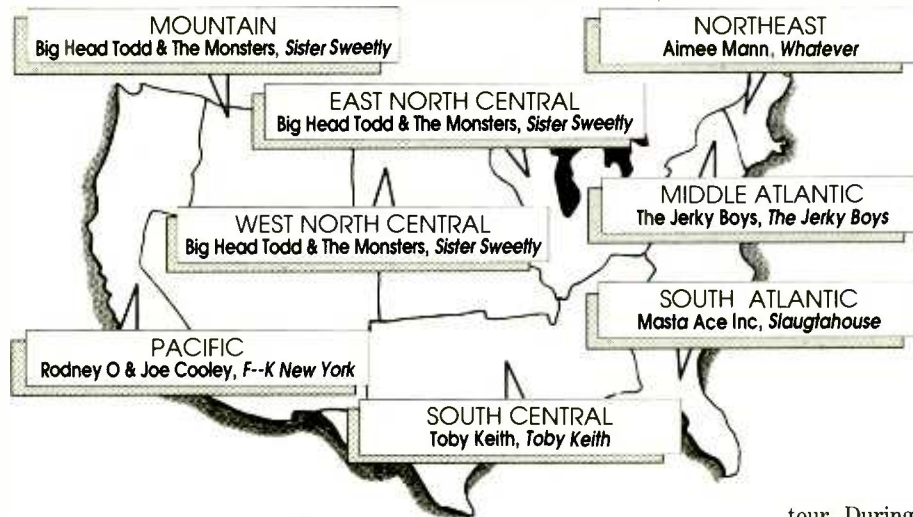 MOUNTAIN
Big Head Todd & The Monsters, Sister Sweetly
NORTHEAST
Aimee Mann, Whatever
EAST NORTH CENTRAL
Big Head Todd & The Monsters, Sister Sweetly
MIDDLE ATLANTIC
The Jerky Boys, The Jerky Boys
WEST NORTH CENTRAL
Big Head Todd & The Monsters, Sister Sweetly
SOUTH ATLANTIC
Masta Ace Inc, Slaugtahouse
PACIFIC
Rodney O & Joe Cooley, F--K New York
SOUTH CENTRAL
Toby Keith, Toby Keith
tour. During